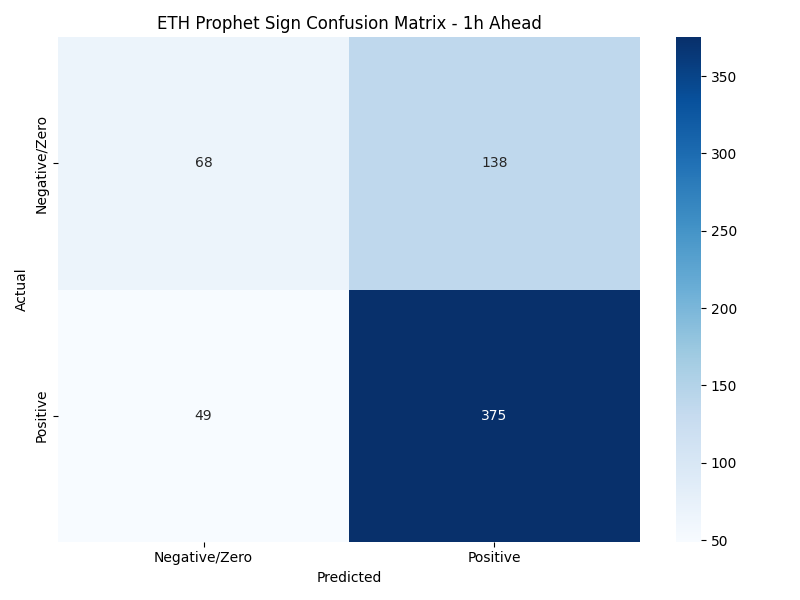 ETH Prophet Sign Confusion Matrix - 1h Ahead
Actual
Negative/Zero
Positive
68
138
49
375
Negative/Zero
Positive
Predicted
350
300
250
200
150
100
50